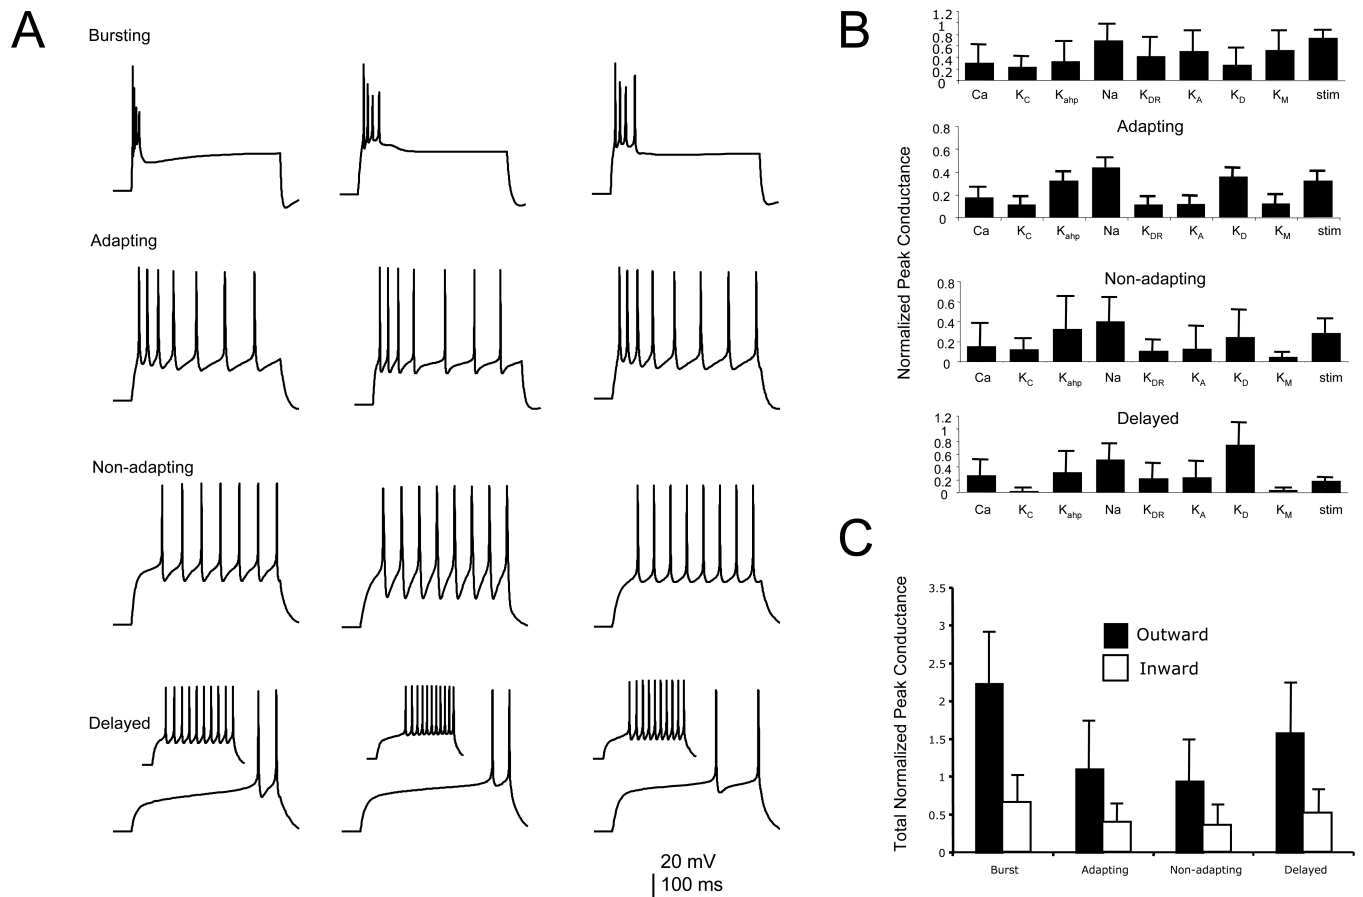 A
Bursting
Adapting
Non-adapting
Delayed
20 mV
100 ms
B
Normalized Peak Conductance
1.2
1
0.8
0.6
0.4
0.2
0
Ca KC Kahp Na KDR KA KD KM stim
Adapting
0.8
0.6
0.4
0.2
0
Ca KC Kahp Na KDR KA KD KM stim
Non-adapting
0.8
0.6
0.4
0.2
0
Ca KC Kahp Na KDR KA KD KM stim
Delayed
1.2
1
0.8
0.6
0.4
0.2
0
Ca KC Kahp Na KDR KA KD KM stim
C
Total Normalized Peak Conductance
3.5
3
2.5
2
1.5
1
0.5
0
Outward
Inward
Burst Adapting Non-adapting Delayed